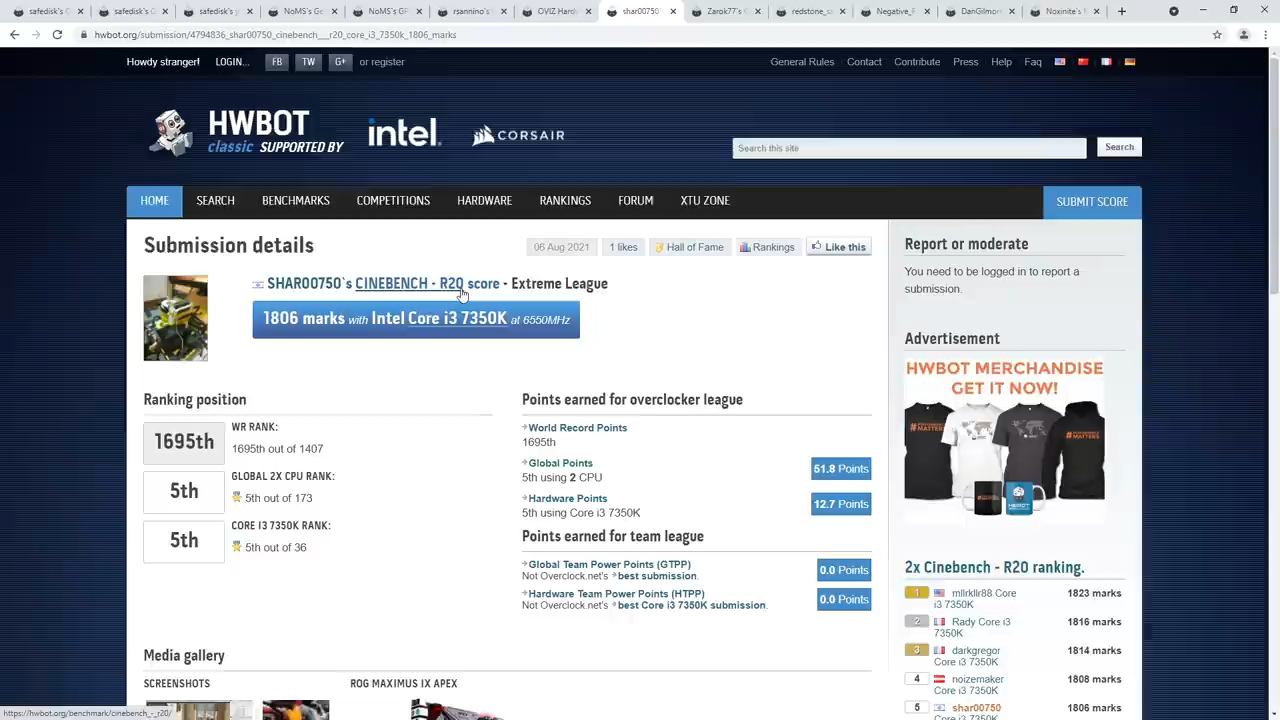 safedisk's G
safedisk's G
safedisk's g
NoMS's Ge
NoMS's GP
rsannino's
OVIZ Hard
shar00750'
Zarok77's
redstone_s
Negative_
DanGilmor
Noxinite's
hwbot.org/submission/4794836_shar00750_cinebench___r20_core_i3_7350k_1806_marks
Howdy stranger! LOGIN... FB TW G+ or register
General Rules Contact Contribute Press Help Faq
HWBOT
classic SUPPORTED BY
intel.
CORSAIR
Search this site
Search
HOME SEARCH BENCHMARKS COMPETITIONS HARDWARE RANKINGS FORUM XTU ZONE SUBMIT SCORE
Submission details
06 Aug 2021 1 likes Hall of Fame Rankings Like this
SHAR00750`s CINEBENCH - R20 score - Extreme League
1806 marks with Intel Core i3 7350K at 6550MHz
Ranking position
1695th
WR RANK:
1695th out of 1407
5th
GLOBAL 2X CPU RANK:
5th out of 173
5th
CORE I3 7350K RANK:
5th out of 36
Points earned for overclocker league
World Record Points
1695th
Global Points
5th using 2 CPU
51.8 Points
Hardware Points
5th using Core i3 7350K
12.7 Points
Points earned for team league
Global Team Power Points (GTPP)
Not Overclock.net's best submission.
0.0 Points
Hardware Team Power Points (HTPP)
Not Overclock.net's best Core i3 7350K submission.
0.0 Points
Media gallery
SCREENSHOTS
ROG MAXIMUS IX APEX
Report or moderate
You need to be logged in to report a
submission.
Advertisement
HWBOT MERCHANDISE
GET IT NOW!
2x Cinebench - R20 ranking.
1 mllrkllr88 Core 1823 marks
i3 7350K
2 Rady Core i3 1816 marks
7350K
3 darkgregor 1814 marks
Core i3 7350K
4 noizemaker 1808 marks
Core i3 7350K
5 shar00750 1806 marks
Core i3 7350K
https://hwbot.org/benchmark/cinebench_-_r20/